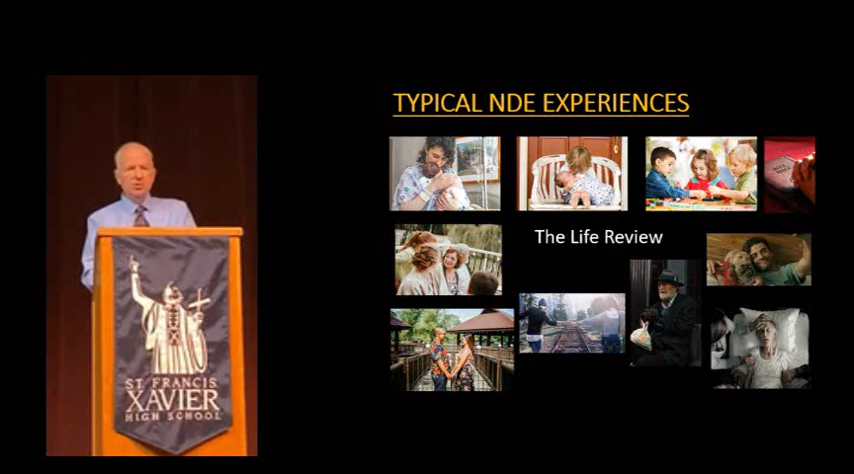 TYPICAL NDE EXPERIENCES
The Life Review
ST. FRANCIS
XAVIER
HIGH SCHOOL